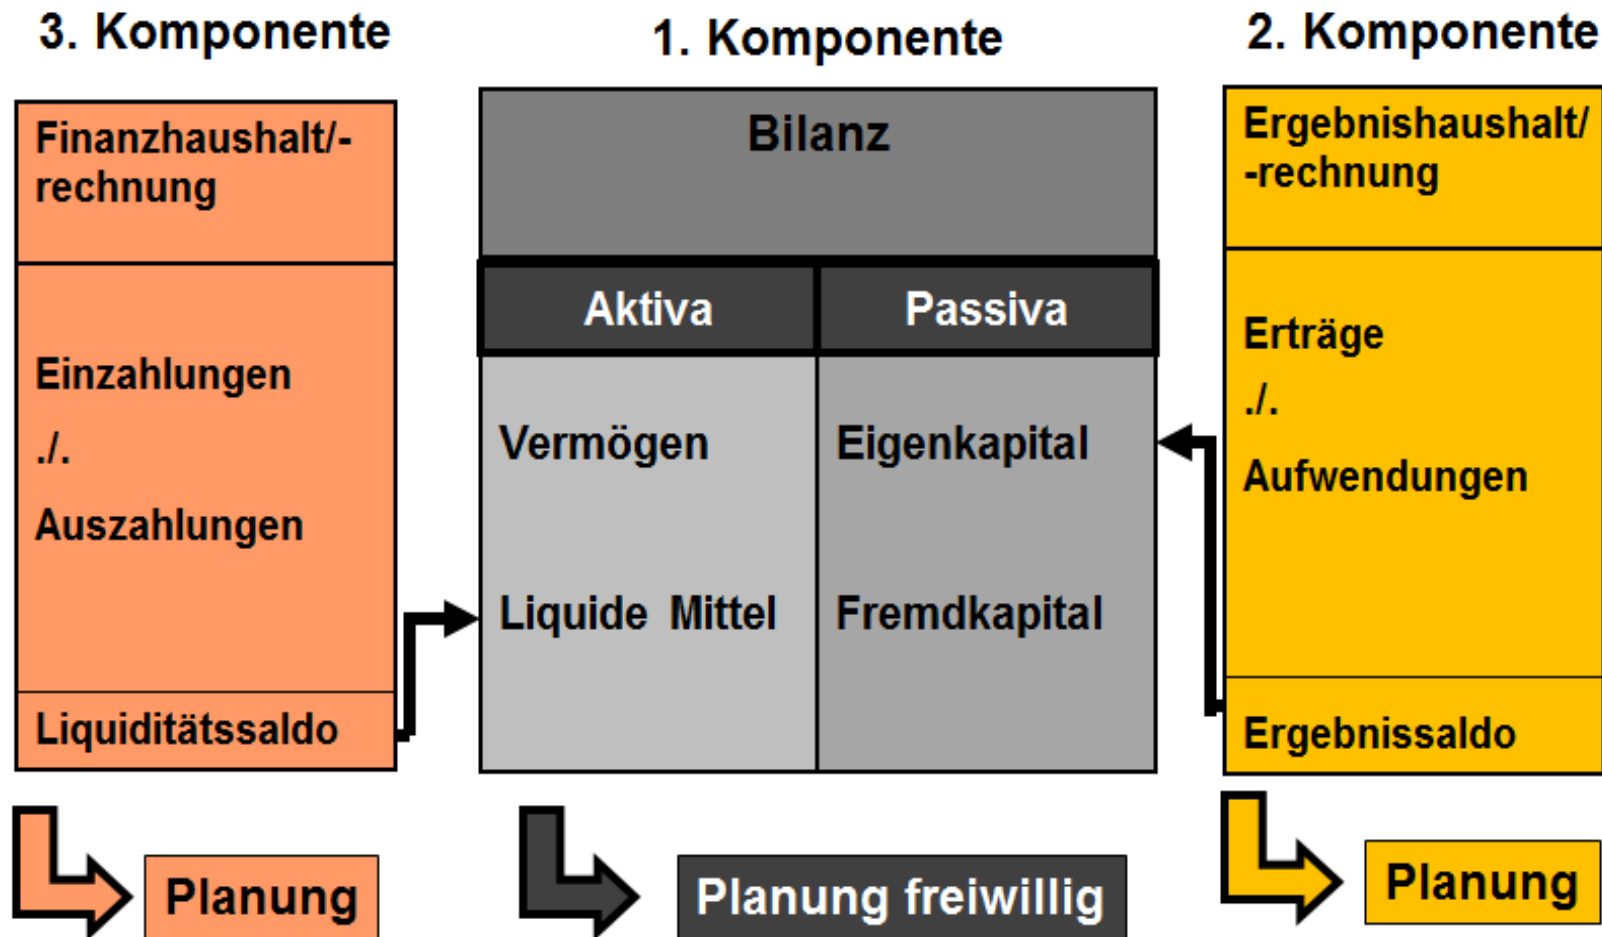 3. Komponente
Finanzhaushalt/-
rechnung
Einzahlungen
./.
Auszahlungen
Liquiditätssaldo
Planung
1. Komponente
Bilanz
Aktiva
Passiva
Vermögen
Eigenkapital
Liquide Mittel
Fremdkapital
Planung freiwillig
2. Komponente
Ergebnishaushalt/
-rechnung
Erträge
./.
Aufwendungen
Ergebnissaldo
Planung